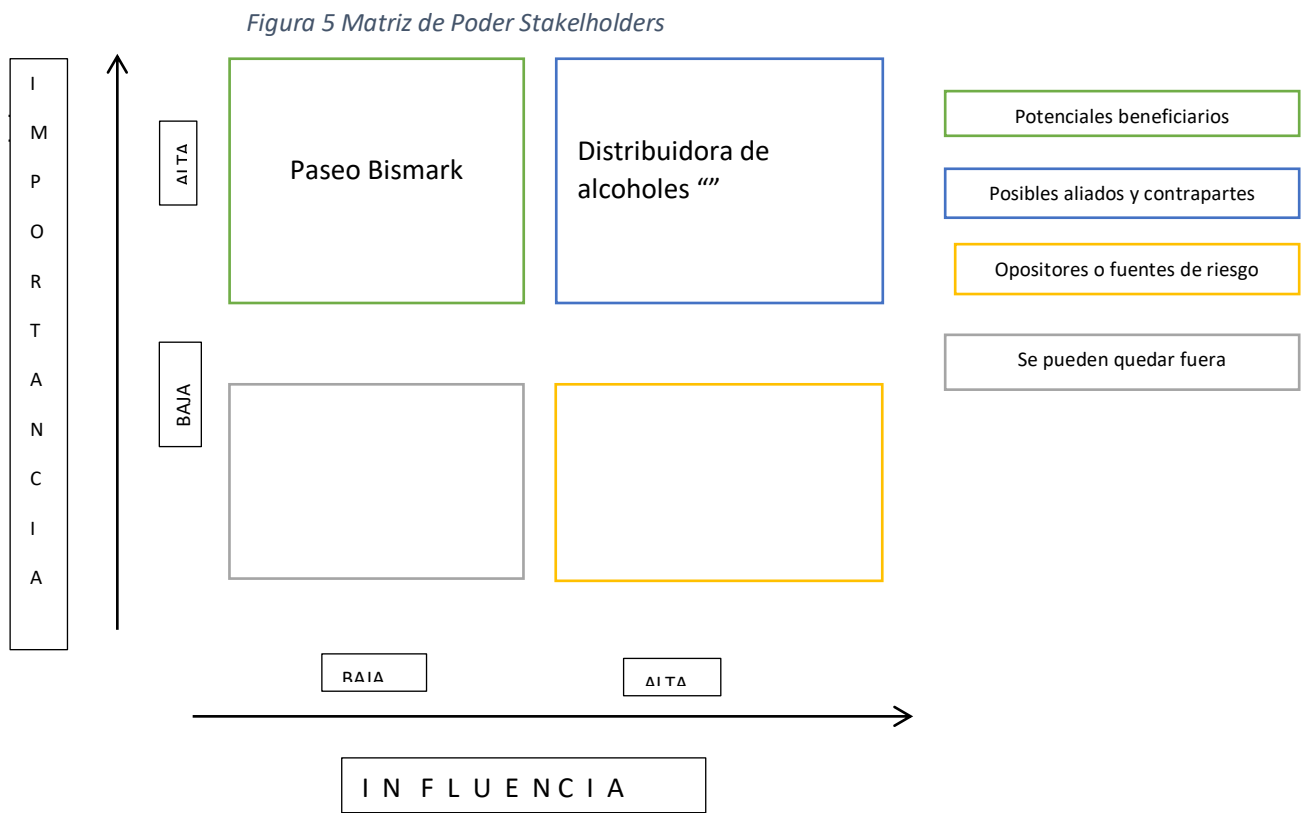 Figura 5 Matriz de Poder Stakelholders
I M P O R T A N C I A
ALTA
Paseo Bismark
Distribuidora de
alcoholes “”
Potenciales beneficiarios
Posibles aliados y contrapartes
Opositores o fuentes de riesgo
Se pueden quedar fuera
BAJA
BAJA
ALTA
I N F L U E N C I A